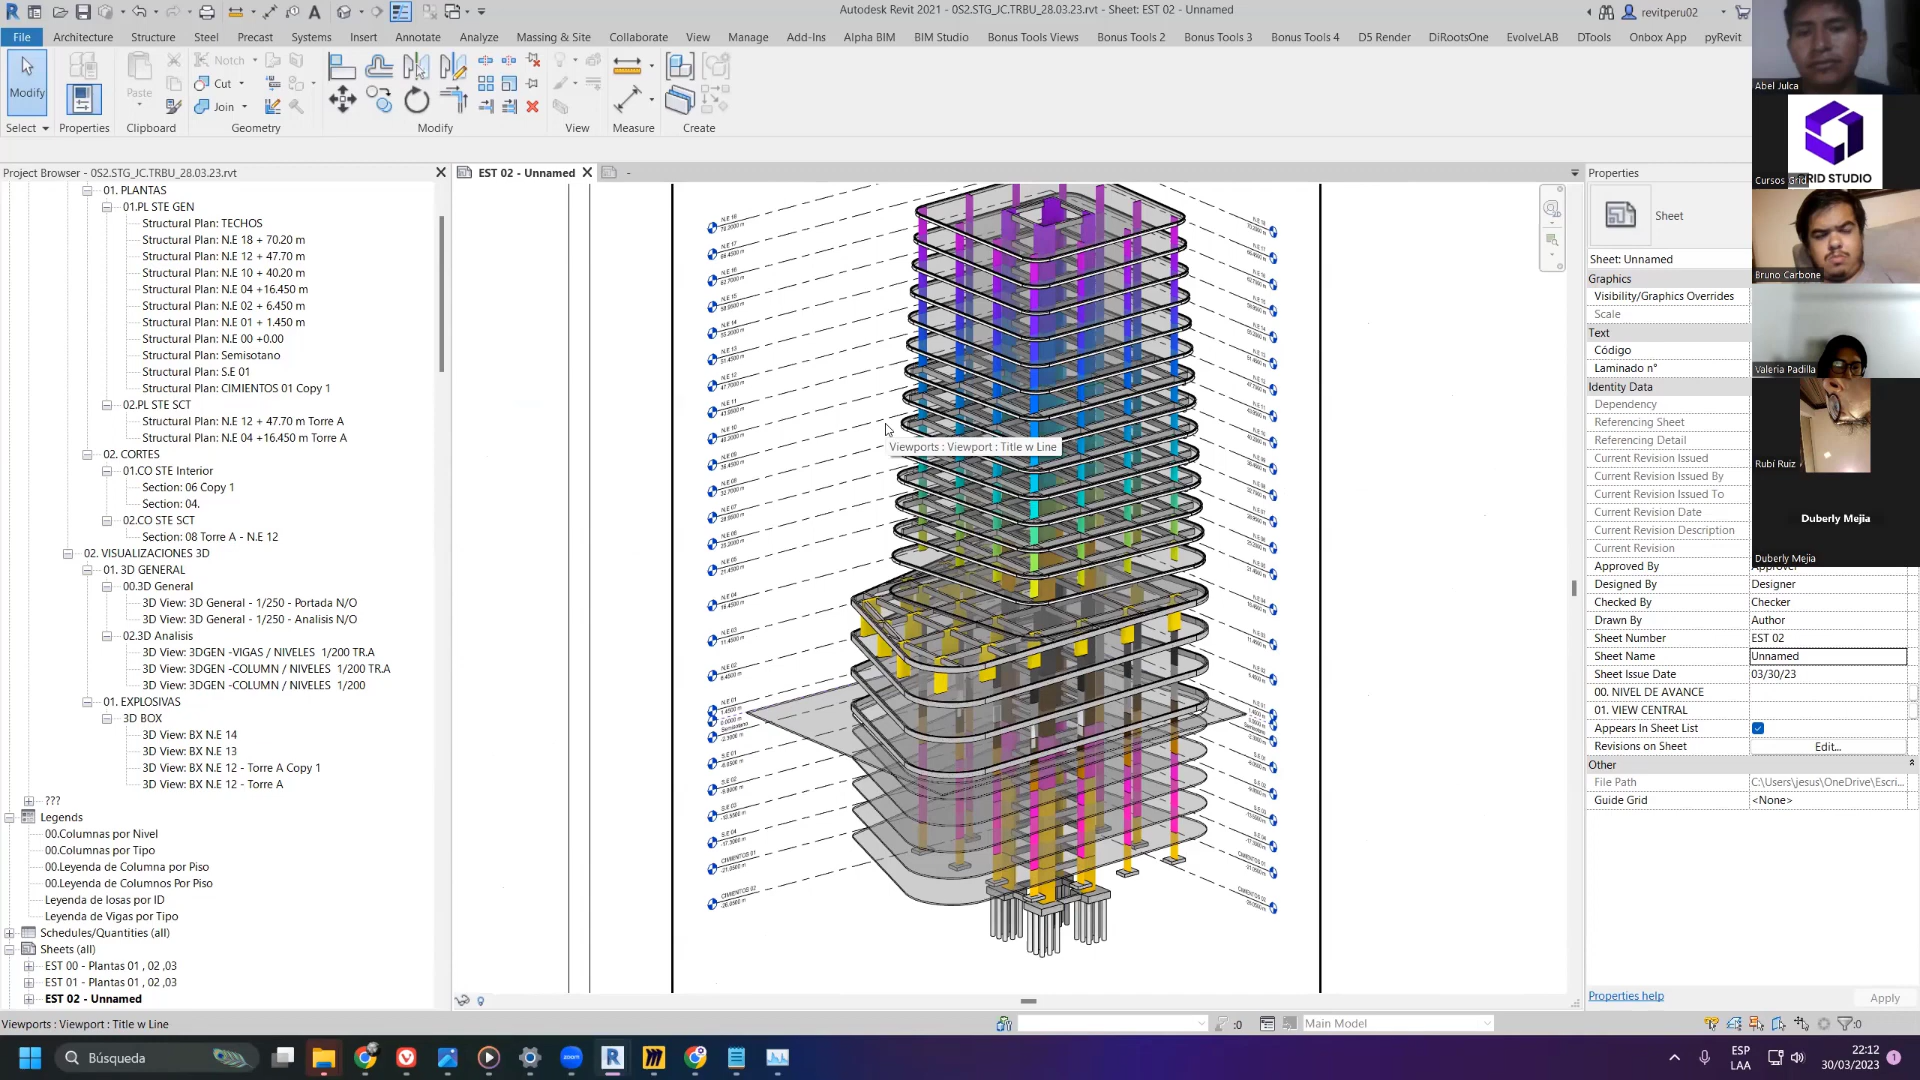 Autodesk Revit 2021 - 0S2.STG_JC.TRBU_28.03.23.rvt - Sheet: EST 02 - Unnamed
revitperu02
File Architecture Structure Steel Precast Systems Insert Annotate Analyze Massing & Site Collaborate View Manage Add-Ins Alpha BIM BIM Studio Bonus Tools Views Bonus Tools 2 Bonus Tools 3 Bonus Tools 4 D5 Render DiRootsOne EvolveLAB DTools Onbox App pyRevit
Modify
Paste
Notch
Cut
Join
Select Properties Clipboard Geometry Modify View Measure Create
Project Browser - 0S2.STG_JC.TRBU_28.03.23.rvt
01. PLANTAS
01.PL STE GEN
Structural Plan: TECHOS
Structural Plan: N.E 18 + 70.20 m
Structural Plan: N.E 12 + 47.70 m
Structural Plan: N.E 10 + 40.20 m
Structural Plan: N.E 04 +16.450 m
Structural Plan: N.E 02 + 6.450 m
Structural Plan: N.E 01 + 1.450 m
Structural Plan: N.E 00 +0.00
Structural Plan: Semisotano
Structural Plan: S.E 01
Structural Plan: CIMIENTOS 01 Copy 1
02.PL STE SCT
Structural Plan: N.E 12 + 47.70 m Torre A
Structural Plan: N.E 04 +16.450 m Torre A
02. CORTES
01.CO STE Interior
Section: 06 Copy 1
Section: 04.
02.CO STE SCT
Section: 08 Torre A - N.E 12
02. VISUALIZACIONES 3D
01. 3D GENERAL
00.3D General
3D View: 3D General - 1/250 - Portada N/O
3D View: 3D General - 1/250 - Analisis N/O
02.3D Analisis
3D View: 3DGEN -VIGAS / NIVELES 1/200 TR.A
3D View: 3DGEN -COLUMN / NIVELES 1/200 TR.A
3D View: 3DGEN -COLUMN / NIVELES 1/200
01. EXPLOSIVAS
3D BOX
3D View: BX N.E 14
3D View: BX N.E 13
3D View: BX N.E 12 - Torre A Copy 1
3D View: BX N.E 12 - Torre A
???
Legends
00.Columnas por Nivel
00.Columnas por Tipo
00.Leyenda de Columna por Piso
00.Leyenda de Columnos Por Piso
Leyenda de losas por ID
Leyenda de Vigas por Tipo
Schedules/Quantities (all)
Sheets (all)
EST 00 - Plantas 01 , 02 ,03
EST 01 - Plantas 01 , 02 ,03
EST 02 - Unnamed
EST 02 - Unnamed
-
Viewports : Viewport : Title w Line
Properties
Sheet
Sheet: Unnamed
Graphics
Visibility/Graphics Overrides
Scale
Text
Código
Laminado n°
Identity Data
Dependency
Referencing Sheet
Referencing Detail
Current Revision Issued
Current Revision Issued By
Current Revision Issued To
Current Revision Date
Current Revision Description
Current Revision
Approved By Approver
Designed By Designer
Checked By Checker
Drawn By Author
Sheet Number EST 02
Sheet Name Unnamed
Sheet Issue Date 03/30/23
00. NIVEL DE AVANCE
01. VIEW CENTRAL
Appears In Sheet List
Revisions on Sheet Edit...
Other
File Path C:\Users\jesus\OneDrive\Escri...
Guide Grid <None>
Properties help
Apply
Abel Julca
Cursos Grid
GRID STUDIO
Bruno Carbone
Valeria Padilla
Rubí Ruiz
Duberly Mejia
Duberly Mejia
Viewports : Viewport : Title w Line
:0
Main Model
:0
Búsqueda
zoom
ESP
LAA
22:12
30/03/2023
1